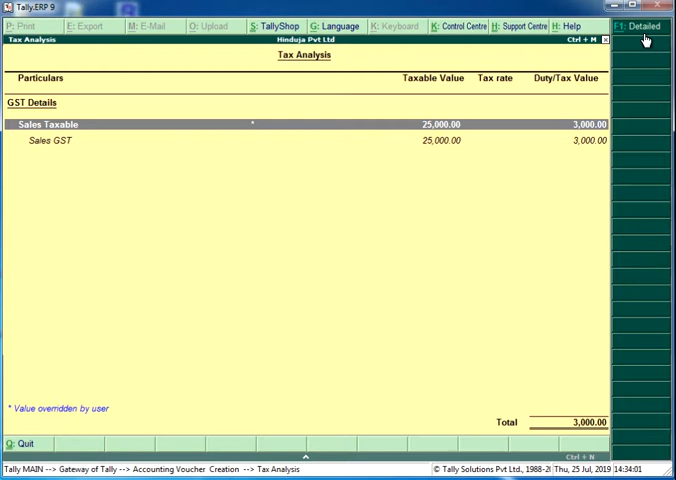 Tally.ERP 9
P: Print E: Export M: E-Mail O: Upload S: TallyShop G: Language K: Keyboard K: Control Centre H: Support Centre H: Help F1: Detailed
Tax Analysis Hinduja Pvt Ltd Ctrl + M
Tax Analysis
Particulars Taxable Value Tax rate Duty/Tax Value
GST Details
Sales Taxable * 25,000.00 3,000.00
Sales GST 25,000.00 3,000.00
* Value overridden by user
Total 3,000.00
Q: Quit
Ctrl + N
Tally MAIN --> Gateway of Tally --> Accounting Voucher Creation --> Tax Analysis © Tally Solutions Pvt Ltd., 1988-20 Thu, 25 Jul, 2019 14:34:01